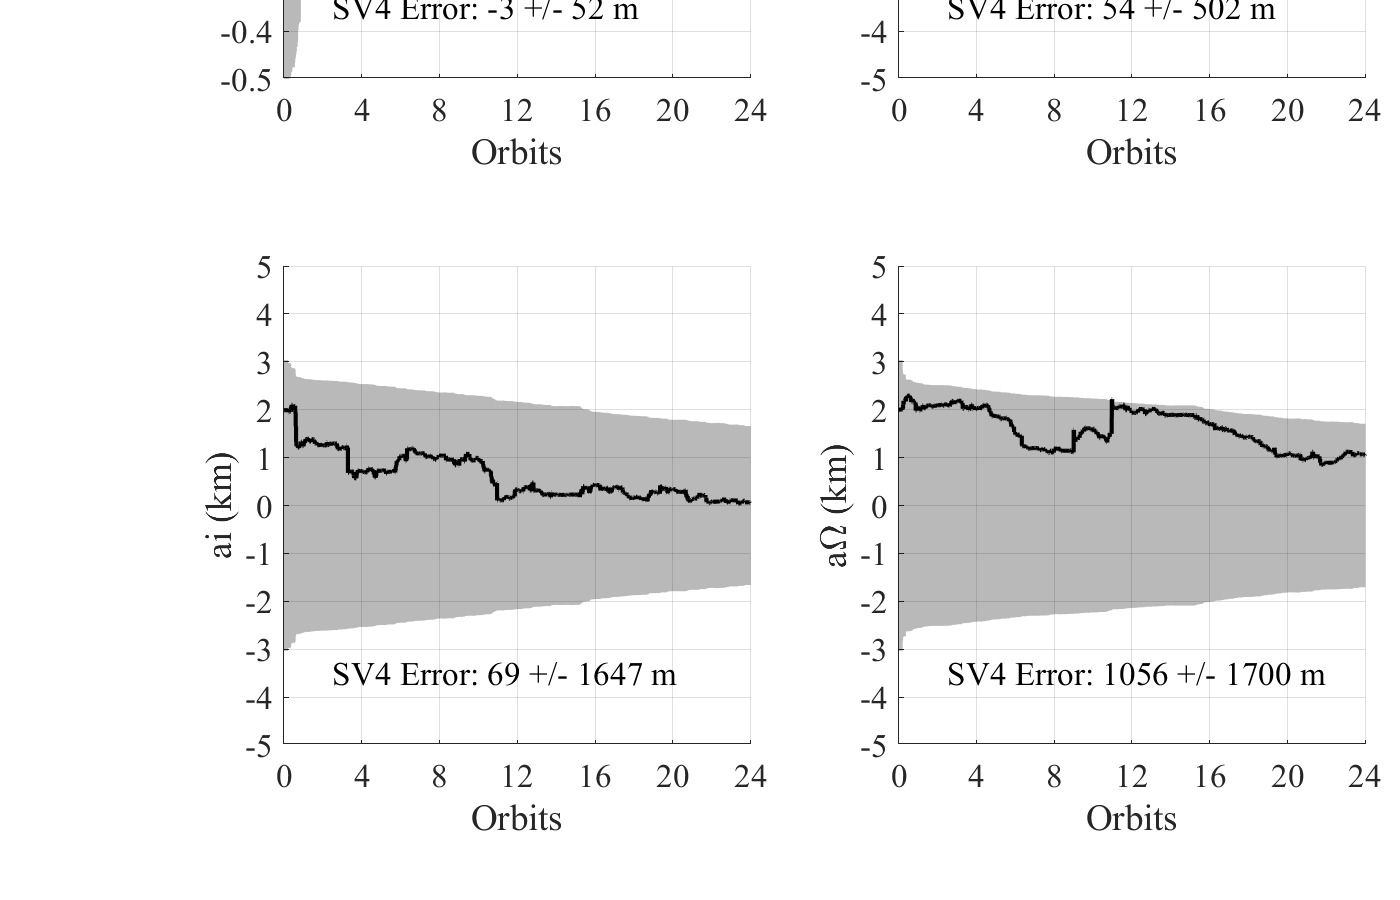 SV4 Error: -3 +/- 52 m
-0.4
-0.5
0 4 8 12 16 20 24
Orbits
SV4 Error: 54 +/- 502 m
-4
-5
0 4 8 12 16 20 24
Orbits
5
4
3
2
1
0
-1
-2
-3
-4
-5
ai (km)
SV4 Error: 69 +/- 1647 m
0 4 8 12 16 20 24
Orbits
5
4
3
2
1
0
-1
-2
-3
-4
-5
aΩ (km)
SV4 Error: 1056 +/- 1700 m
0 4 8 12 16 20 24
Orbits